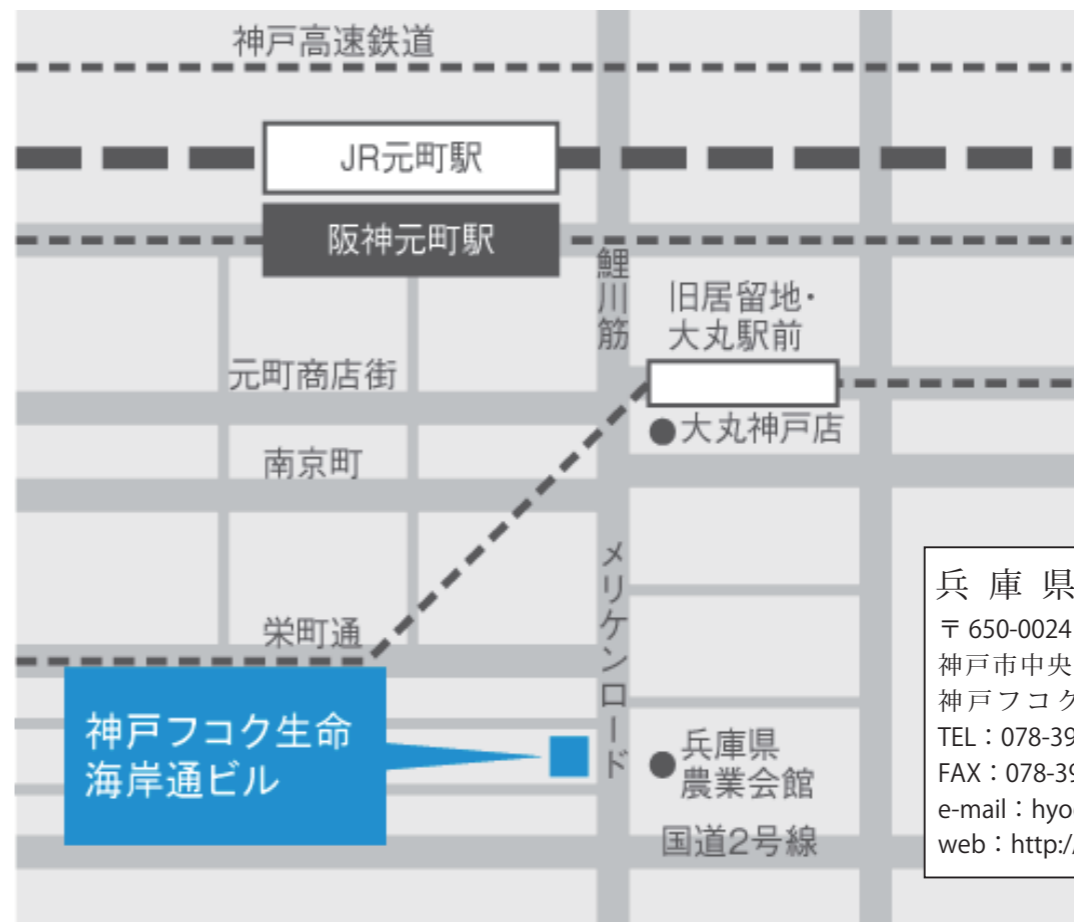 神戸高速鉄道
JR元町駅
阪神元町駅
鯉川筋
旧居留地・
大丸駅前
元町商店街
大丸神戸店
南京町
メリケンロード
栄町通
神戸フコク生命
海岸通ビル
兵庫県
農業会館
国道2号線
兵 庫 県
〒650-0024
神戸市中央
神戸フコク
TEL：078-39
FAX：078-39
e-mail：hyo
web：http:/